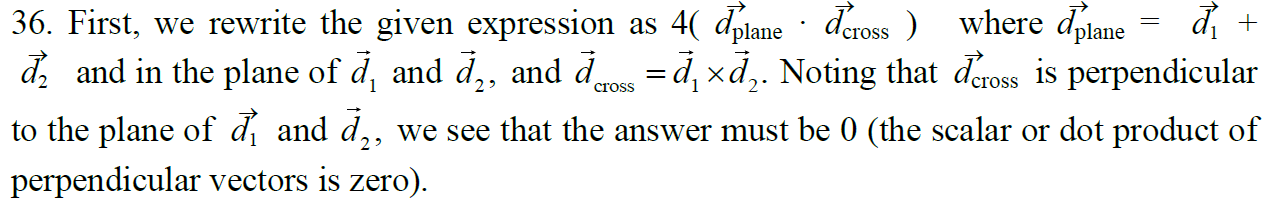 36. First, we rewrite the given expression as 4( d⃗plane · d⃗cross ) where d⃗plane = d⃗₁ +
d⃗₂ and in the plane of d⃗₁ and d⃗₂, and d⃗cross = d⃗₁ × d⃗₂. Noting that d⃗cross is perpendicular
to the plane of d⃗₁ and d⃗₂, we see that the answer must be 0 (the scalar or dot product of
perpendicular vectors is zero).